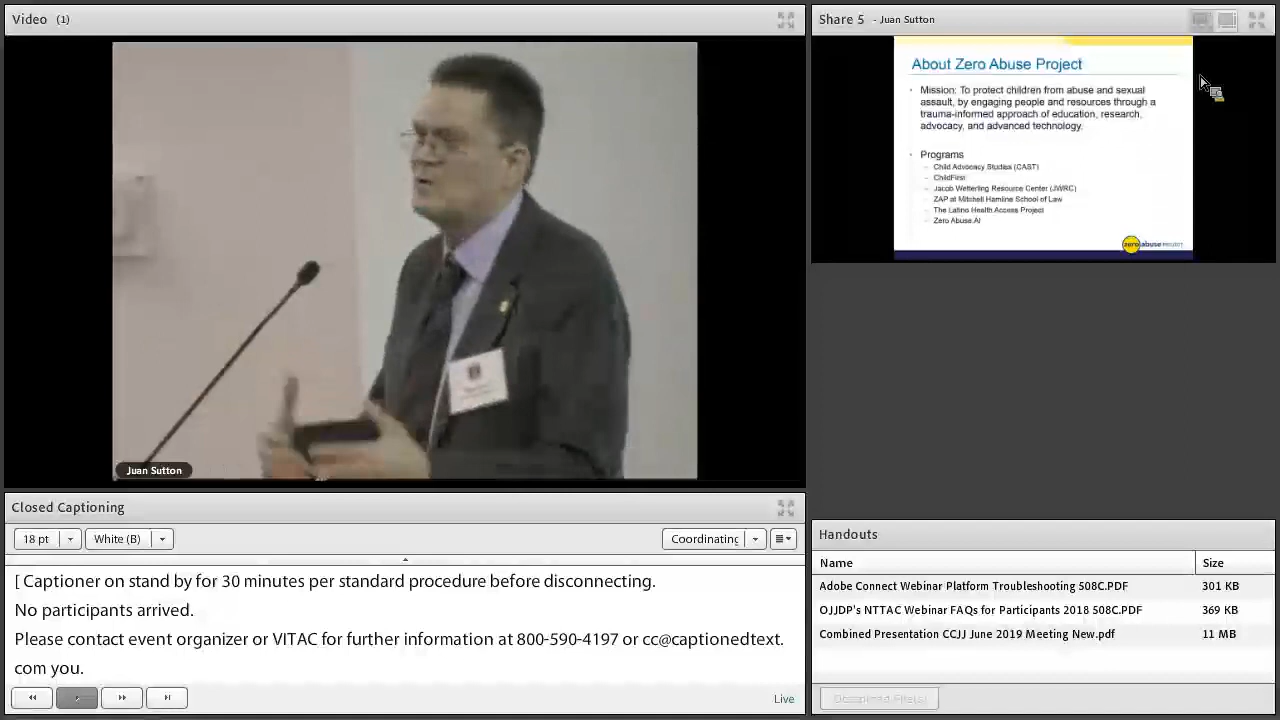 Video (1)
Share 5 - Juan Sutton
About Zero Abuse Project
• Mission: To protect children from abuse and sexual
assault, by engaging people and resources through a
trauma-informed approach of education, research,
advocacy, and advanced technology.
• Programs
– Child Advocacy Studies (CAST)
– ChildFirst
– Jacob Wetterling Resource Center (JWRC)
– ZAP at Mitchell Hamline School of Law
– The Latino Health Access Project
– Zero Abuse AI
zero abuse PROJECT
Juan Sutton
Closed Captioning
18 pt
White (B)
Coordinating
[ Captioner on stand by for 30 minutes per standard procedure before disconnecting.
No participants arrived.
Please contact event organizer or VITAC for further information at 800-590-4197 or cc@captionedtext.
com you.
Live
Handouts
Name Size
Adobe Connect Webinar Platform Troubleshooting 508C.PDF 301 KB
OJJDP's NTTAC Webinar FAQs for Participants 2018 508C.PDF 369 KB
Combined Presentation CCJJ June 2019 Meeting New.pdf 11 MB
Download File(s)